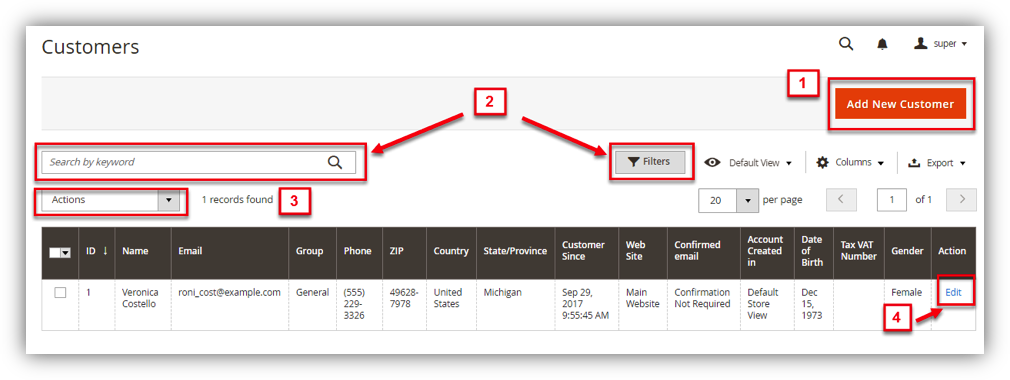 Customers
super
1
Add New Customer
2
Search by keyword
Filters
Default View
Columns
Export
Actions
1 records found
3
20
per page
1
of 1
ID ↓
Name
Email
Group
Phone
ZIP
Country
State/Province
Customer
Since
Web
Site
Confirmed
email
Account
Created
in
Date
of
Birth
Tax VAT
Number
Gender
Action
1
Veronica
Costello
roni_cost@example.com
General
(555)
229-
3326
49628-
7978
United
States
Michigan
Sep 29,
2017
9:55:45 AM
Main
Website
Confirmation
Not Required
Default
Store
View
Dec
15,
1973
Female
Edit
4